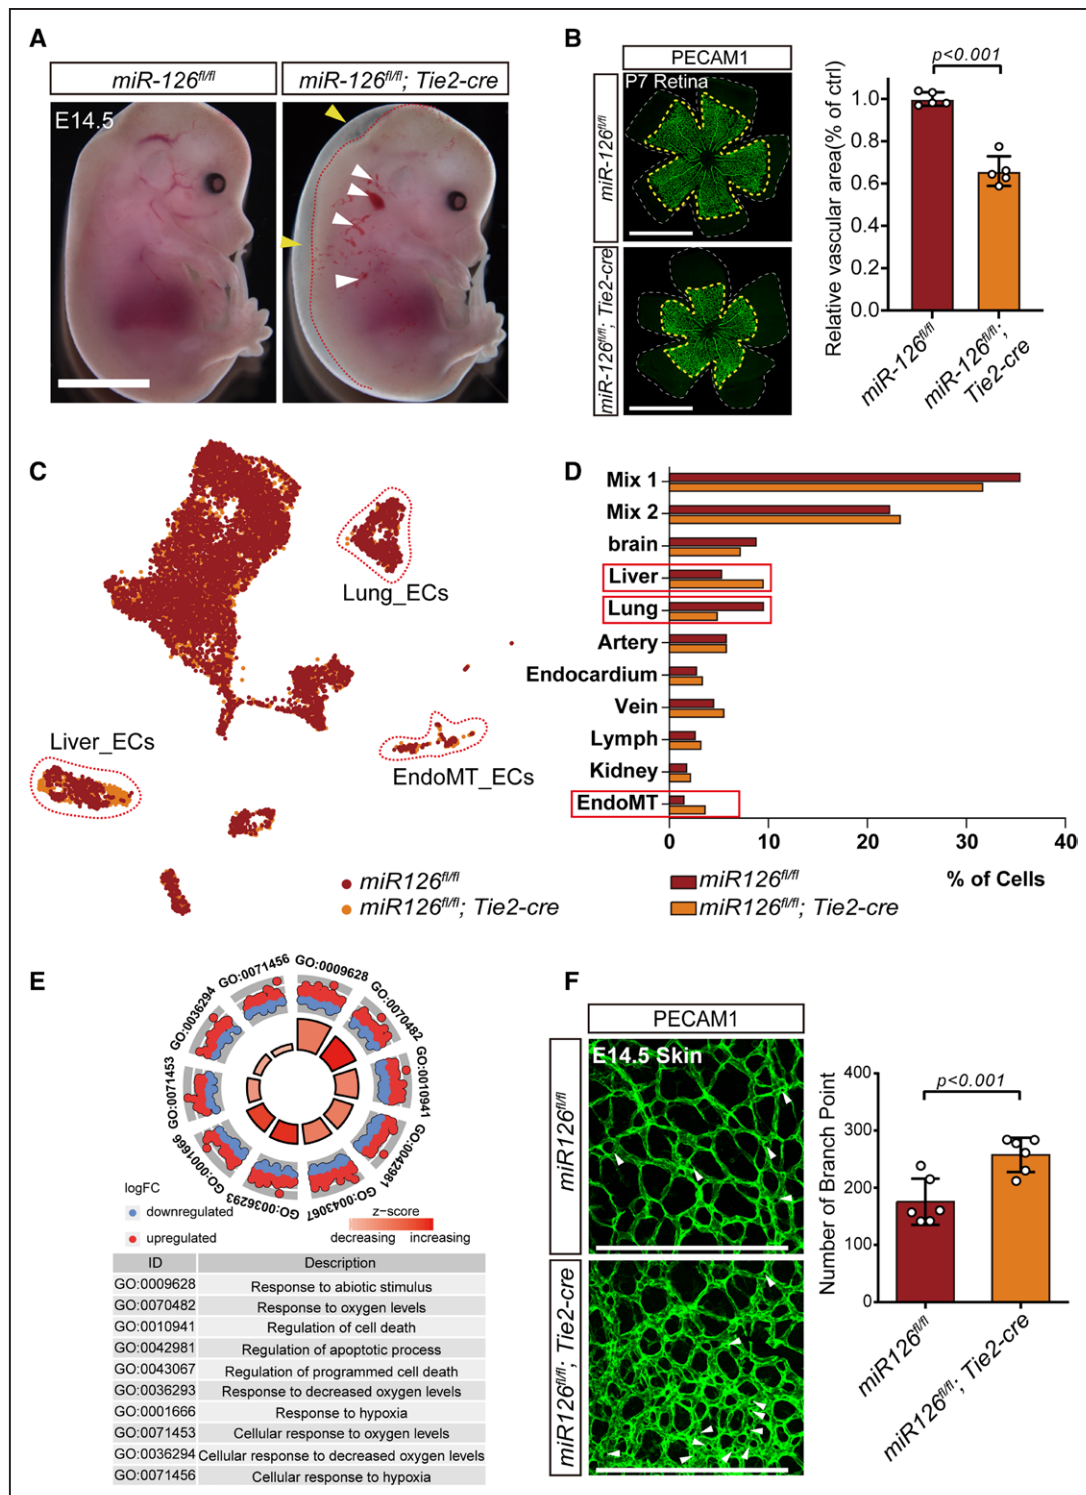 A
miR-126fl/fl
miR-126fl/fl; Tie2-cre
E14.5
B
PECAM1
P7 Retina
miR-126fl/fl
miR-126fl/fl; Tie2-cre
p<0.001
Relative vascular area(% of ctrl)
1.0
0.8
0.6
0.4
0.2
0.0
miR-126fl/fl
miR-126fl/fl;
Tie2-cre
C
Lung_ECs
Liver_ECs
EndoMT_ECs
miR126fl/fl
miR126fl/fl; Tie2-cre
D
Mix 1
Mix 2
brain
Liver
Lung
Artery
Endocardium
Vein
Lymph
Kidney
EndoMT
0
10
20
30
40
% of Cells
miR126fl/fl
miR126fl/fl; Tie2-cre
E
GO:0009628
GO:0070482
GO:0010941
GO:0042981
GO:0043067
GO:0036293
GO:0001666
GO:0071453
GO:0036294
GO:0071456
logFC
downregulated
upregulated
z-score
decreasing
increasing
ID Description
GO:0009628 Response to abiotic stimulus
GO:0070482 Response to oxygen levels
GO:0010941 Regulation of cell death
GO:0042981 Regulation of apoptotic process
GO:0043067 Regulation of programmed cell death
GO:0036293 Response to decreased oxygen levels
GO:0001666 Response to hypoxia
GO:0071453 Cellular response to oxygen levels
GO:0036294 Cellular response to decreased oxygen levels
GO:0071456 Cellular response to hypoxia
F
PECAM1
E14.5 Skin
miR126fl/fl
miR126fl/fl; Tie2-cre
p<0.001
Number of Branch Point
400
300
200
100
0
miR126fl/fl
miR126fl/fl; Tie2-cre